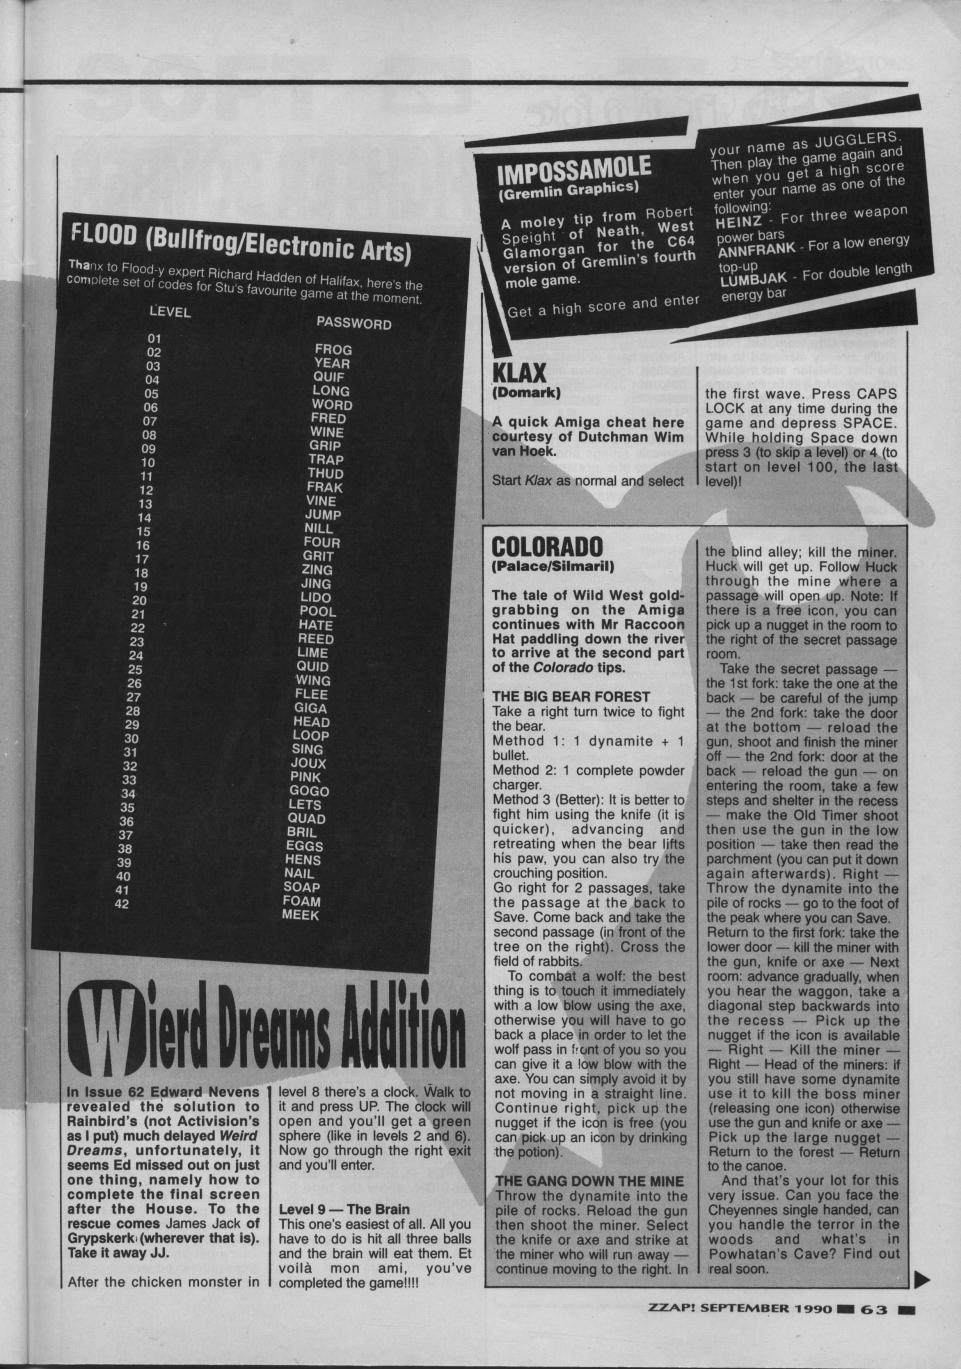 FLOOD (Bullfrog/Electronic Arts)
Thanx to Flood-y expert Richard Hadden of Halifax, here's the
complete set of codes for Stu's favourite game at the moment.
LEVEL PASSWORD
01 FROG
02 YEAR
03 QUIF
04 LONG
05 WORD
06 FRED
07 WINE
08 GRIP
09 TRAP
10 THUD
11 FRAK
12 VINE
13 JUMP
14 NILL
15 FOUR
16 GRIT
17 ZING
18 JING
19 LIDO
20 POOL
21 HATE
22 REED
23 LIME
24 QUID
25 WING
26 FLEE
27 GIGA
28 HEAD
29 LOOP
30 SING
31 JOUX
32 PINK
33 GOGO
34 LETS
35 QUAD
36 BRIL
37 EGGS
38 HENS
39 NAIL
40 SOAP
41 FOAM
42 MEEK
Wierd Dreams Addition
In Issue 62 Edward Nevens
revealed the solution to
Rainbird's (not Activision's
as I put) much delayed Weird
Dreams, unfortunately, it
seems Ed missed out on just
one thing, namely how to
complete the final screen
after the House. To the
rescue comes James Jack of
Grypskerk (wherever that is).
Take it away JJ.
After the chicken monster in
level 8 there's a clock. Walk to
it and press UP. The clock will
open and you'll get a green
sphere (like in levels 2 and 6).
Now go through the right exit
and you'll enter.
Level 9 — The Brain
This one's easiest of all. All you
have to do is hit all three balls
and the brain will eat them. Et
voilà mon ami, you've
completed the game!!!!
IMPOSSAMOLE
(Gremlin Graphics)
A moley tip from Robert
Speight of Neath, West
Glamorgan for the C64
version of Gremlin's fourth
mole game.
Get a high score and enter
your name as JUGGLERS.
Then play the game again and
when you get a high score
enter your name as one of the
following:
HEINZ - For three weapon
power bars
ANNFRANK - For a low energy
top-up
LUMBJAK - For double length
energy bar
KLAX
(Domark)
A quick Amiga cheat here
courtesy of Dutchman Wim
van Hoek.
Start Klax as normal and select
the first wave. Press CAPS
LOCK at any time during the
game and depress SPACE.
While holding Space down
press 3 (to skip a level) or 4 (to
start on level 100, the last
level)!
COLORADO
(Palace/Silmaril)
The tale of Wild West gold-
grabbing on the Amiga
continues with Mr Raccoon
Hat paddling down the river
to arrive at the second part
of the Colorado tips.
THE BIG BEAR FOREST
Take a right turn twice to fight
the bear.
Method 1: 1 dynamite + 1
bullet.
Method 2: 1 complete powder
charger.
Method 3 (Better): It is better to
fight him using the knife (it is
quicker), advancing and
retreating when the bear lifts
his paw, you can also try the
crouching position.
Go right for 2 passages, take
the passage at the back to
Save. Come back and take the
second passage (in front of the
tree on the right). Cross the
field of rabbits.
To combat a wolf: the best
thing is to touch it immediately
with a low blow using the axe,
otherwise you will have to go
back a place in order to let the
wolf pass in front of you so you
can give it a low blow with the
axe. You can simply avoid it by
not moving in a straight line.
Continue right, pick up the
nugget if the icon is free (you
can pick up an icon by drinking
the potion).
THE GANG DOWN THE MINE
Throw the dynamite into the
pile of rocks. Reload the gun
then shoot the miner. Select
the knife or axe and strike at
the miner who will run away —
continue moving to the right. In
the blind alley; kill the miner.
Huck will get up. Follow Huck
through the mine where a
passage will open up. Note: If
there is a free icon, you can
pick up a nugget in the room to
the right of the secret passage
room.
Take the secret passage —
the 1st fork: take the one at the
back — be careful of the jump
— the 2nd fork: take the door
at the bottom — reload the
gun, shoot and finish the miner
off — the 2nd fork: door at the
back — reload the gun — on
entering the room, take a few
steps and shelter in the recess
— make the Old Timer shoot
then use the gun in the low
position — take then read the
parchment (you can put it down
again afterwards). Right —
Throw the dynamite into the
pile of rocks — go to the foot of
the peak where you can Save.
Return to the first fork: take the
lower door — kill the miner with
the gun, knife or axe — Next
room: advance gradually, when
you hear the waggon, take a
diagonal step backwards into
the recess — Pick up the
nugget if the icon is available
— Right — Kill the miner —
Right — Head of the miners: if
you still have some dynamite
use it to kill the boss miner
(releasing one icon) otherwise
use the gun and knife or axe —
Pick up the large nugget —
Return to the forest — Return
to the canoe.
And that's your lot for this
very issue. Can you face the
Cheyennes single handed, can
you handle the terror in the
woods and what's in
Powhatan's Cave? Find out
real soon.
ZZAP! SEPTEMBER 1990 63